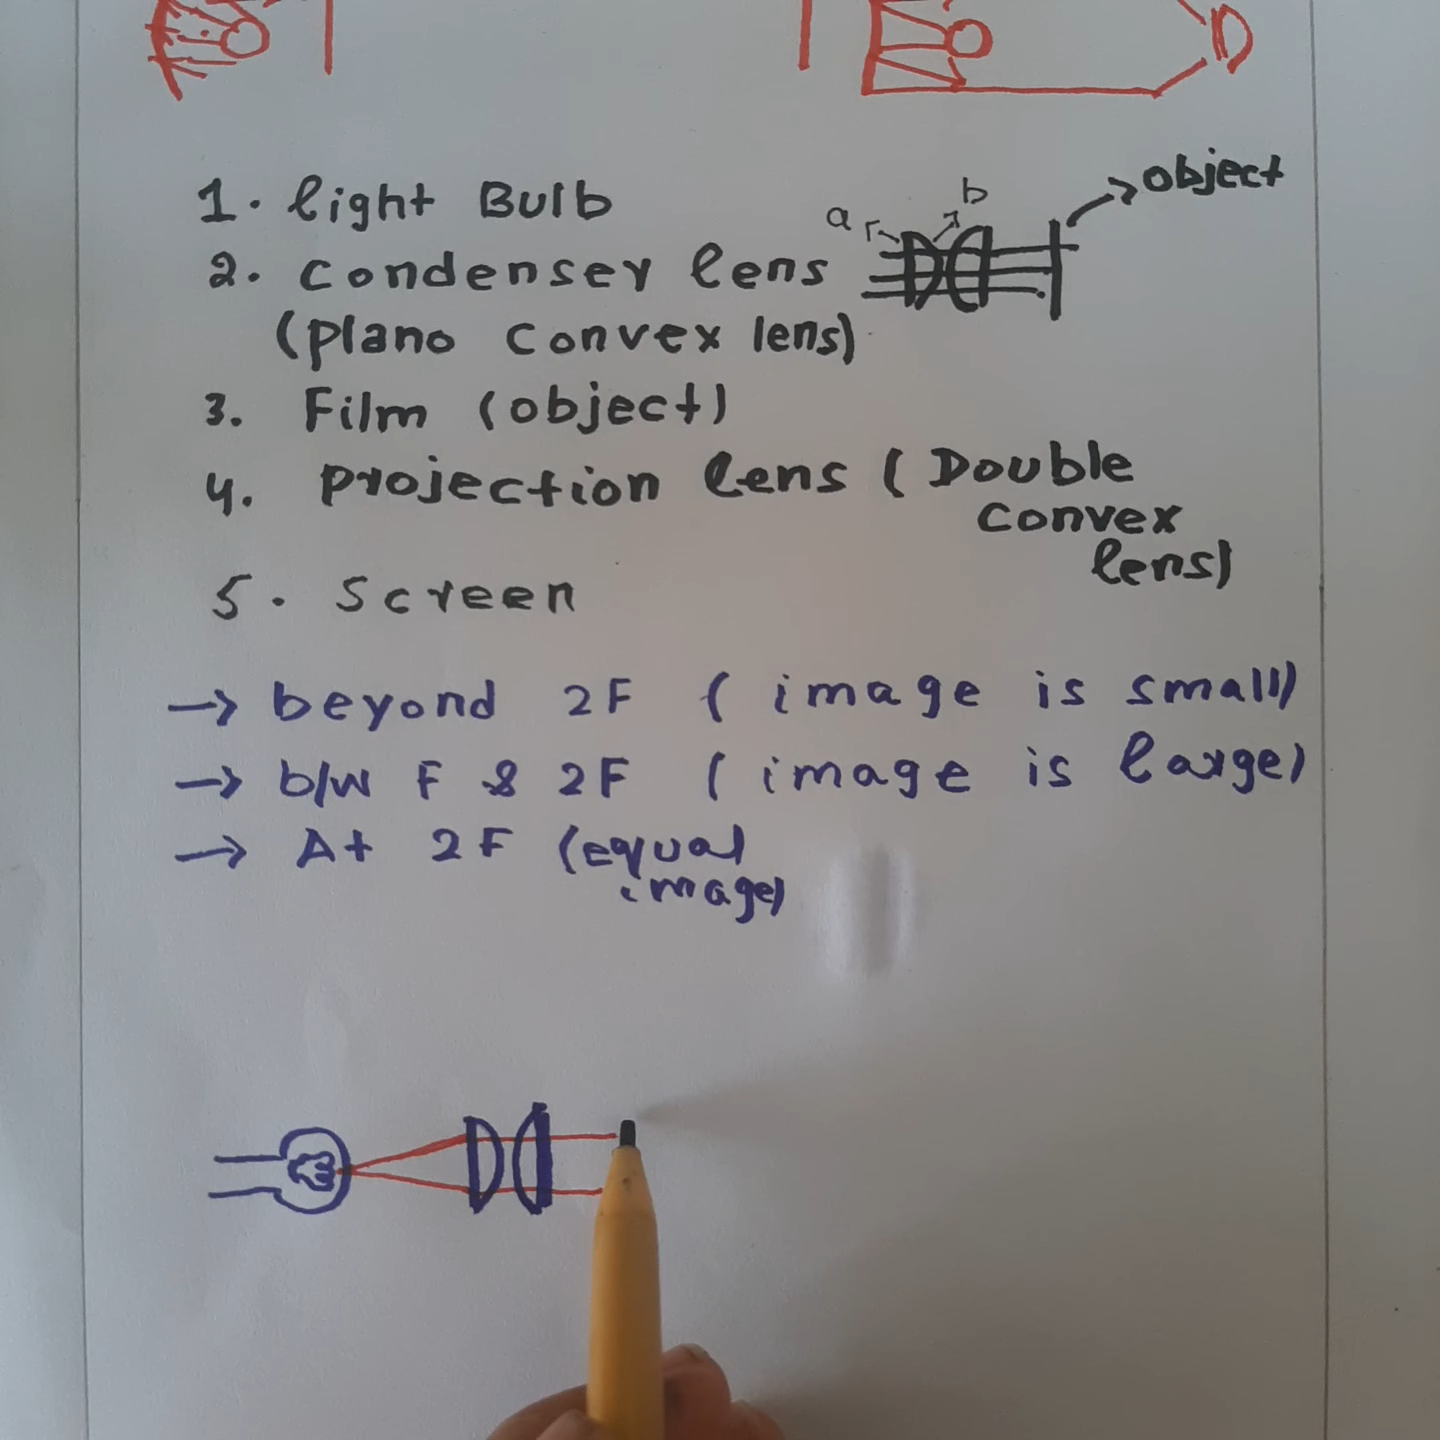 1. light Bulb
2. Condenser lens
(Plano Convex lens)
a
b
object
3. Film (object)
4. Projection lens (Double
convex
lens)
5. Screen
→ beyond 2F (image is small)
→ b/w F & 2F (image is large)
→ At 2F (equal
image)